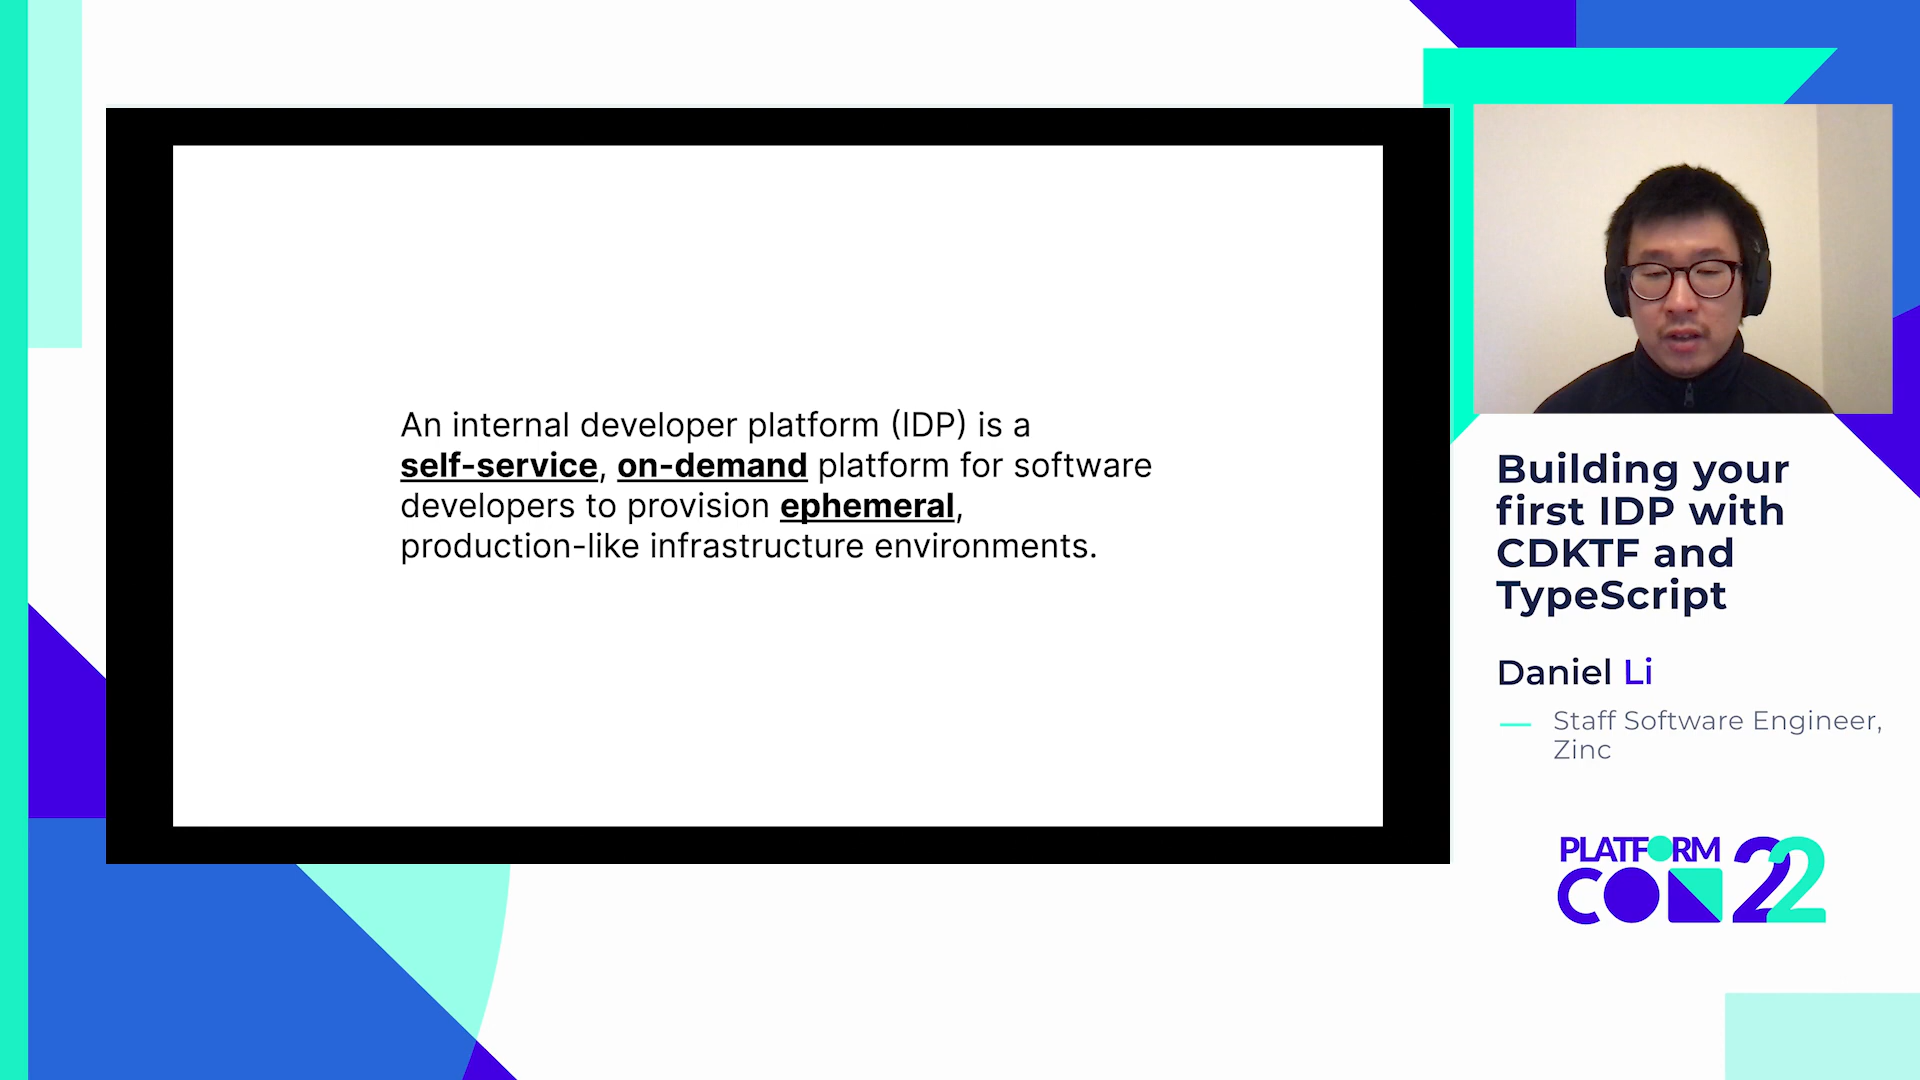 An internal developer platform (IDP) is a
self-service, on-demand platform for software
developers to provision ephemeral,
production-like infrastructure environments.
Building your
first IDP with
CDKTF and
TypeScript
Daniel Li
Staff Software Engineer,
Zinc
PLATFORM
CON 22